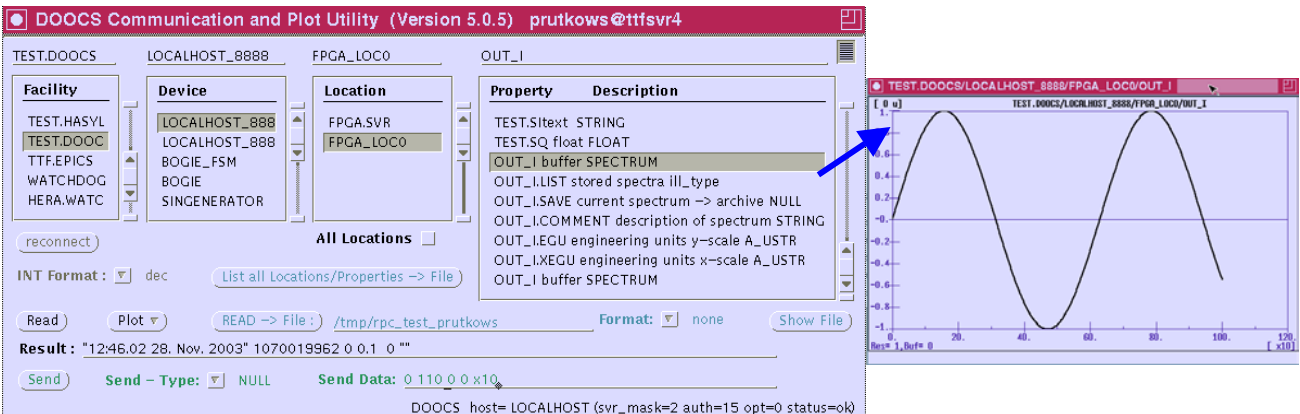 DOOCS Communication and Plot Utility (Version 5.0.5) prutkows@ttfsvr4
TEST.DOOCS LOCALHOST_8888 FPGA_LOC0 OUT_I
Facility
TEST.HASYL
TEST.DOOC
TTF.EPICS
WATCHDOG
HERA.WATC
Device
LOCALHOST_888
LOCALHOST_888
BOGIE_FSM
BOGIE
SINGENERATOR
Location
FPGA.SVR
FPGA_LOC0
Property Description
TEST.SItext STRING
TEST.SQ float FLOAT
OUT_I buffer SPECTRUM
OUT_I.LIST stored spectra ill_type
OUT_I.SAVE current spectrum -> archive NULL
OUT_I.COMMENT description of spectrum STRING
OUT_I.EGU engineering units y-scale A_USTR
OUT_I.XEGU engineering units x-scale A_USTR
OUT_I buffer SPECTRUM
reconnect
All Locations
INT Format : dec
List all Locations/Properties -> File
Read Plot READ -> File : /tmp/rpc_test_prutkows Format: none Show File
Result : "12:46.02 28. Nov. 2003" 1070019962 0 0.1 0 ""
Send Send - Type: NULL Send Data: 0 110 0 0 x10
DOOCS host= LOCALHOST (svr_mask=2 auth=15 opt=0 status=ok)
TEST.DOOCS/LOCALHOST_8888/FPGA_LOC0/OUT_I
[ 0 u] TEST.DOOCS/LOCALHOST_8888/FPGA_LOC0/OUT_I
1.
0.6
0.4
0.2
-0.
-0.2
-0.4
-0.6
-0.8
-1.
0. 20. 40. 60. 80. 100. 120.
Res= 1,Buf= 0 [ x10]